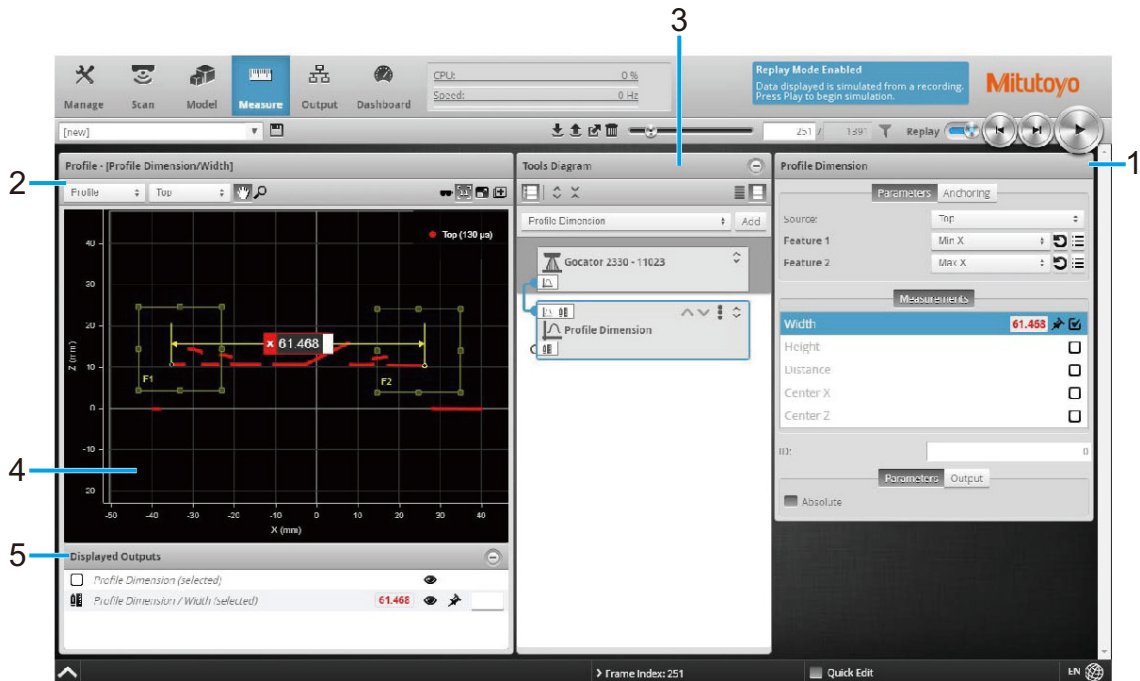 3
CPU: 0 %
Speed: 0 Hz
Replay Mode Enabled
Data displayed is simulated from a recording.
Press Play to begin simulation.
Mitutoyo
Manage Scan Model Measure Output Dashboard
[new] 251 / 1391 Replay
1
Profile - [Profile Dimension/Width]
Tools Diagram
Profile Dimension
2
Profile Top
Parameters Anchoring
Source: Top
Feature 1 Min X
Feature 2 Max X
Profile Dimension Add
Gocator 2330 - 11023
Profile Dimension
Top (130 µs)
40
30
20
10
0
-10
20
Z (mm)
F1
x 61.468
F2
-50 -40 -30 -20 -10 0 10 20 30 40
X (mm)
Measurements
Width 61.468
Height
Distance
Center X
Center Z
ID: 0
Parameters Output
Absolute
4
5
Displayed Outputs
Profile Dimension (selected)
Profile Dimension / Width (selected) 61.468
Frame Index: 251
Quick Edit
EN